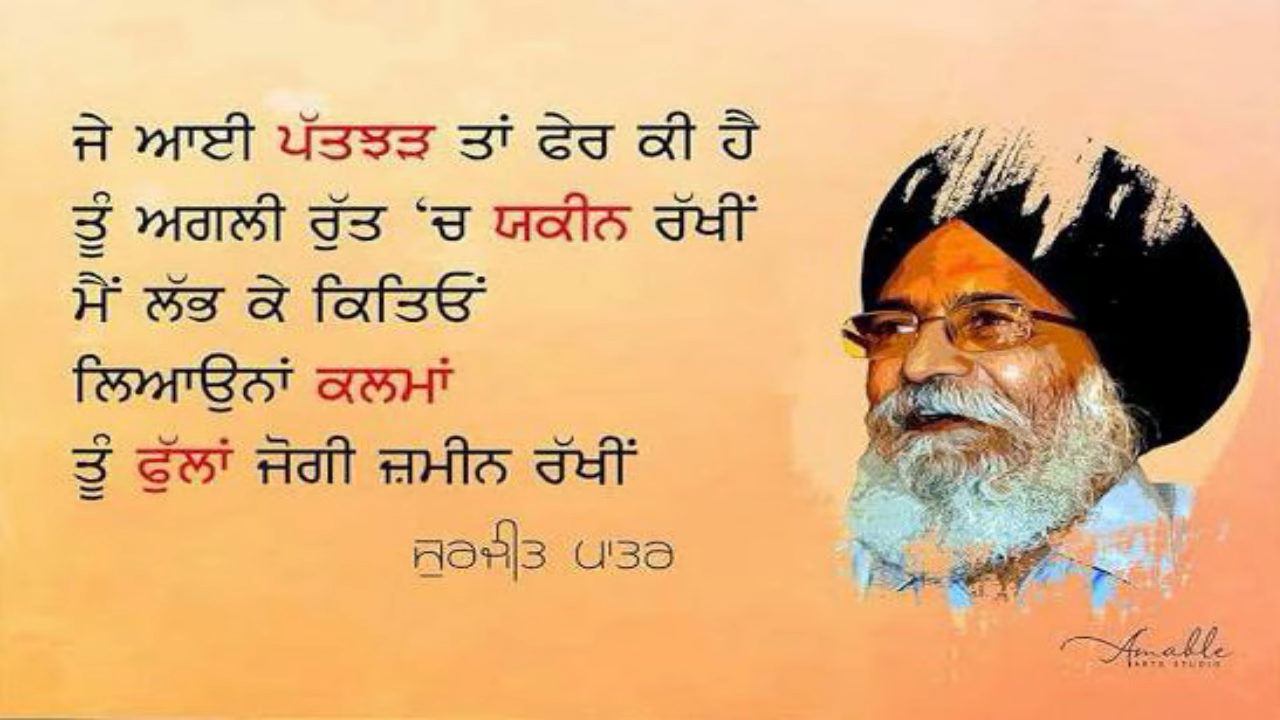 ਜੇ ਆਈ ਪੱਤਝੜ ਤਾਂ ਫੇਰ ਕੀ ਹੈ
ਤੂੰ ਅਗਲੀ ਰੁੱਤ ‘ਚ ਯਕੀਨ ਰੱਖੀਂ
ਮੈਂ ਲੱਭ ਕੇ ਕਿਤਿਓਂ
ਲਿਆਉਨਾਂ ਕਲਮਾਂ
ਤੂੰ ਫੁੱਲਾਂ ਜੋਗੀ ਜ਼ਮੀਨ ਰੱਖੀਂ
ਸੁਰਜੀਤ ਪਾਤਰ
Amable
ARTS STUDIO